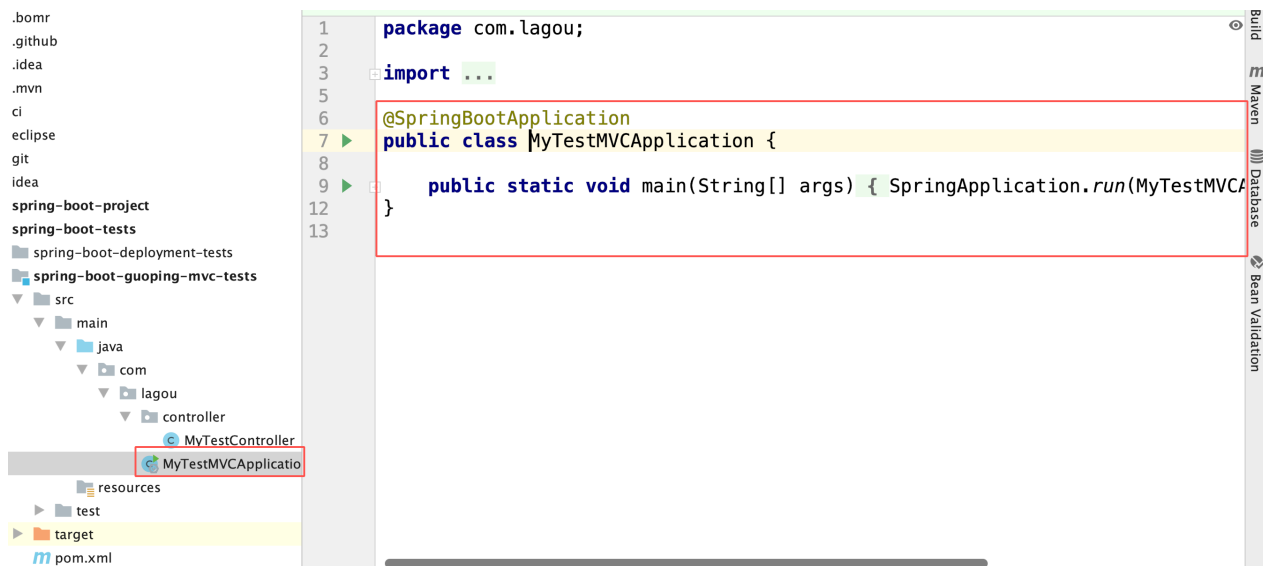 .bomr
.github
.idea
.mvn
ci
eclipse
git
idea
spring-boot-project
spring-boot-tests
spring-boot-deployment-tests
spring-boot-guoping-mvc-tests
src
main
java
com
lagou
controller
MyTestController
MyTestMVCApplicatio
resources
test
target
pom.xml
1 package com.lagou;
2
3 import ...
5
6 @SpringBootApplication
7 public class MyTestMVCApplication {
8
9 public static void main(String[] args) { SpringApplication.run(MyTestMVCA
12 }
13
Build
Maven
Database
Bean Validation